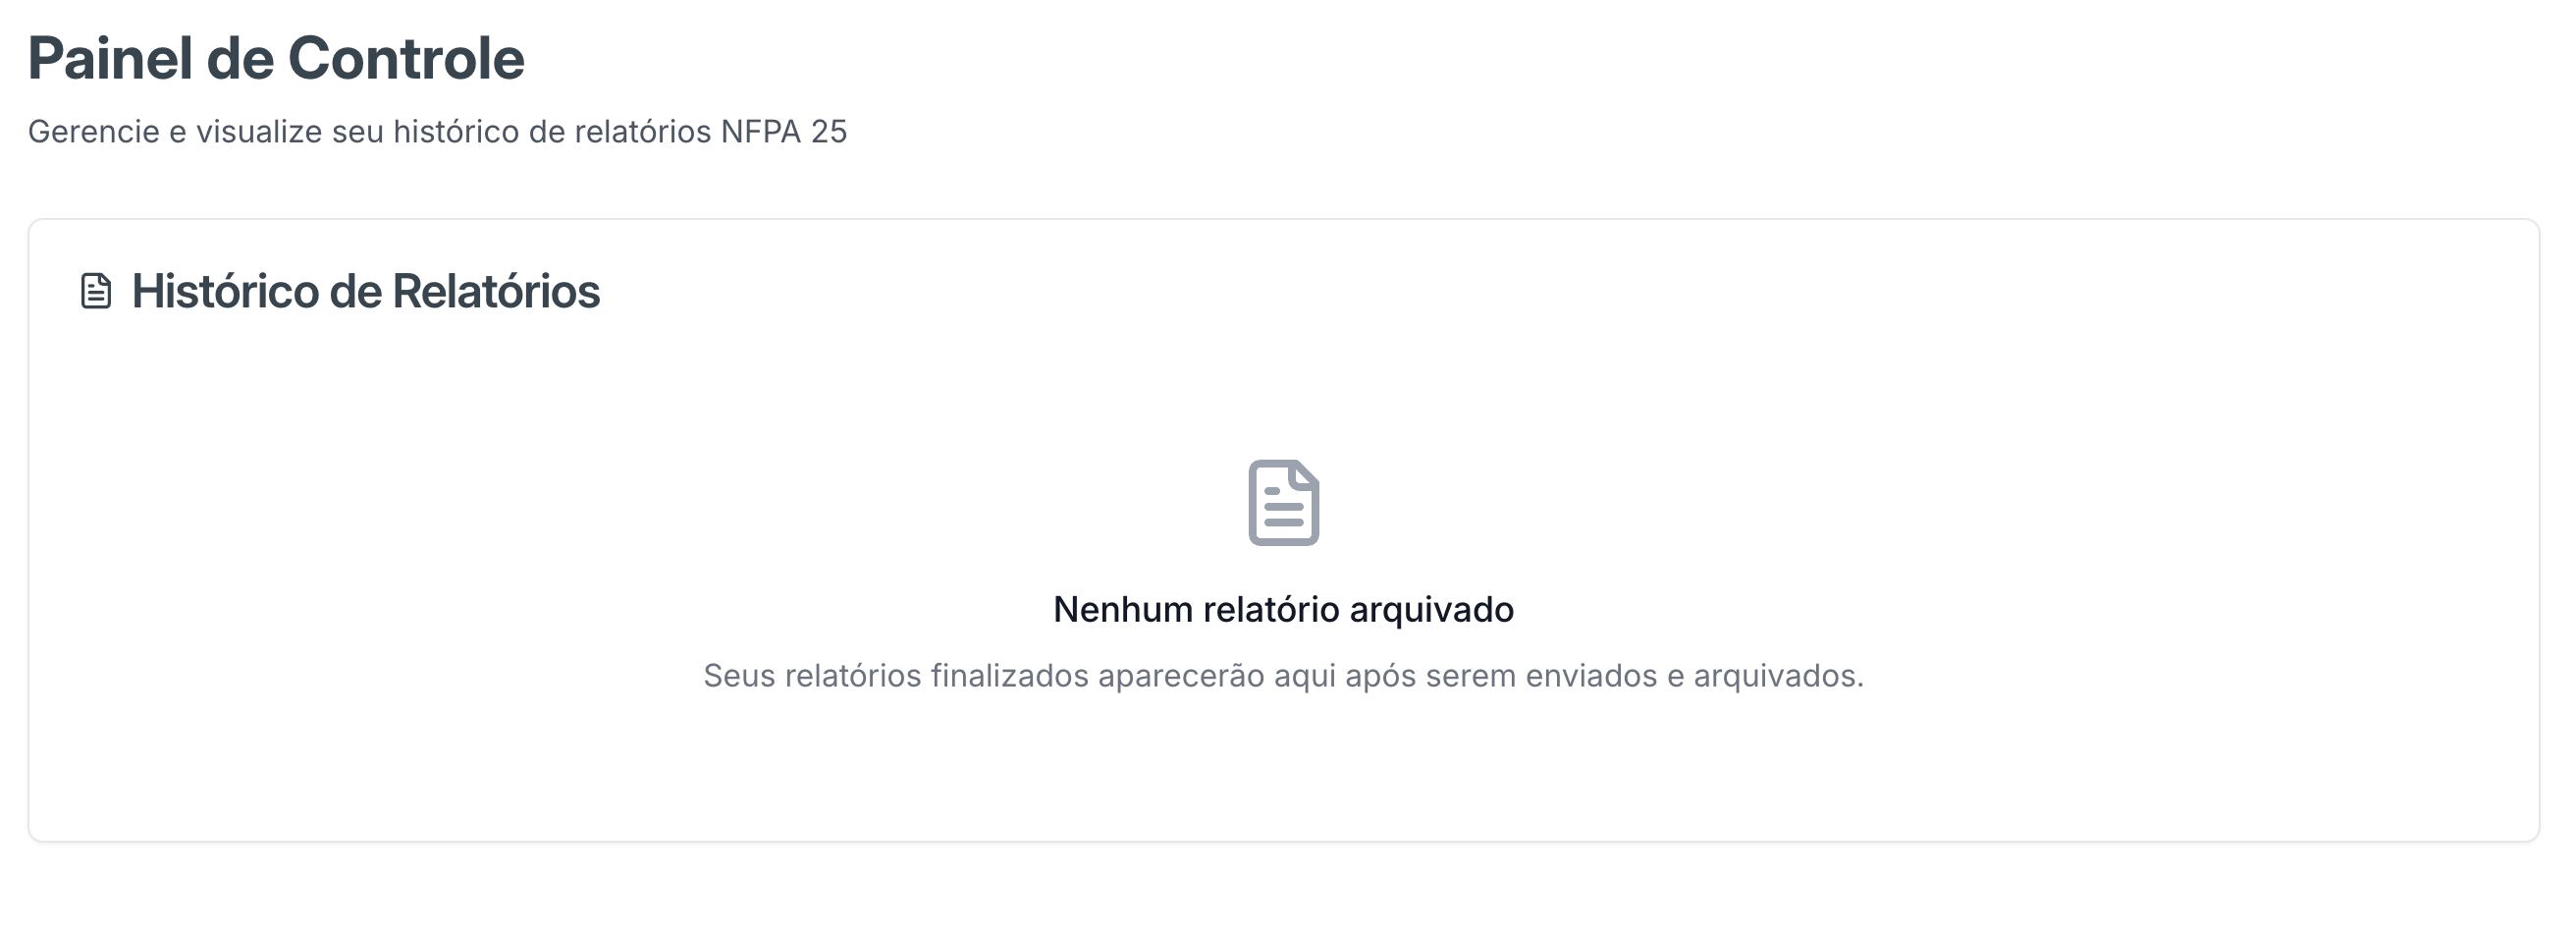 Painel de Controle
Gerencie e visualize seu histórico de relatórios NFPA 25
Histórico de Relatórios
Nenhum relatório arquivado
Seus relatórios finalizados aparecerão aqui após serem enviados e arquivados.